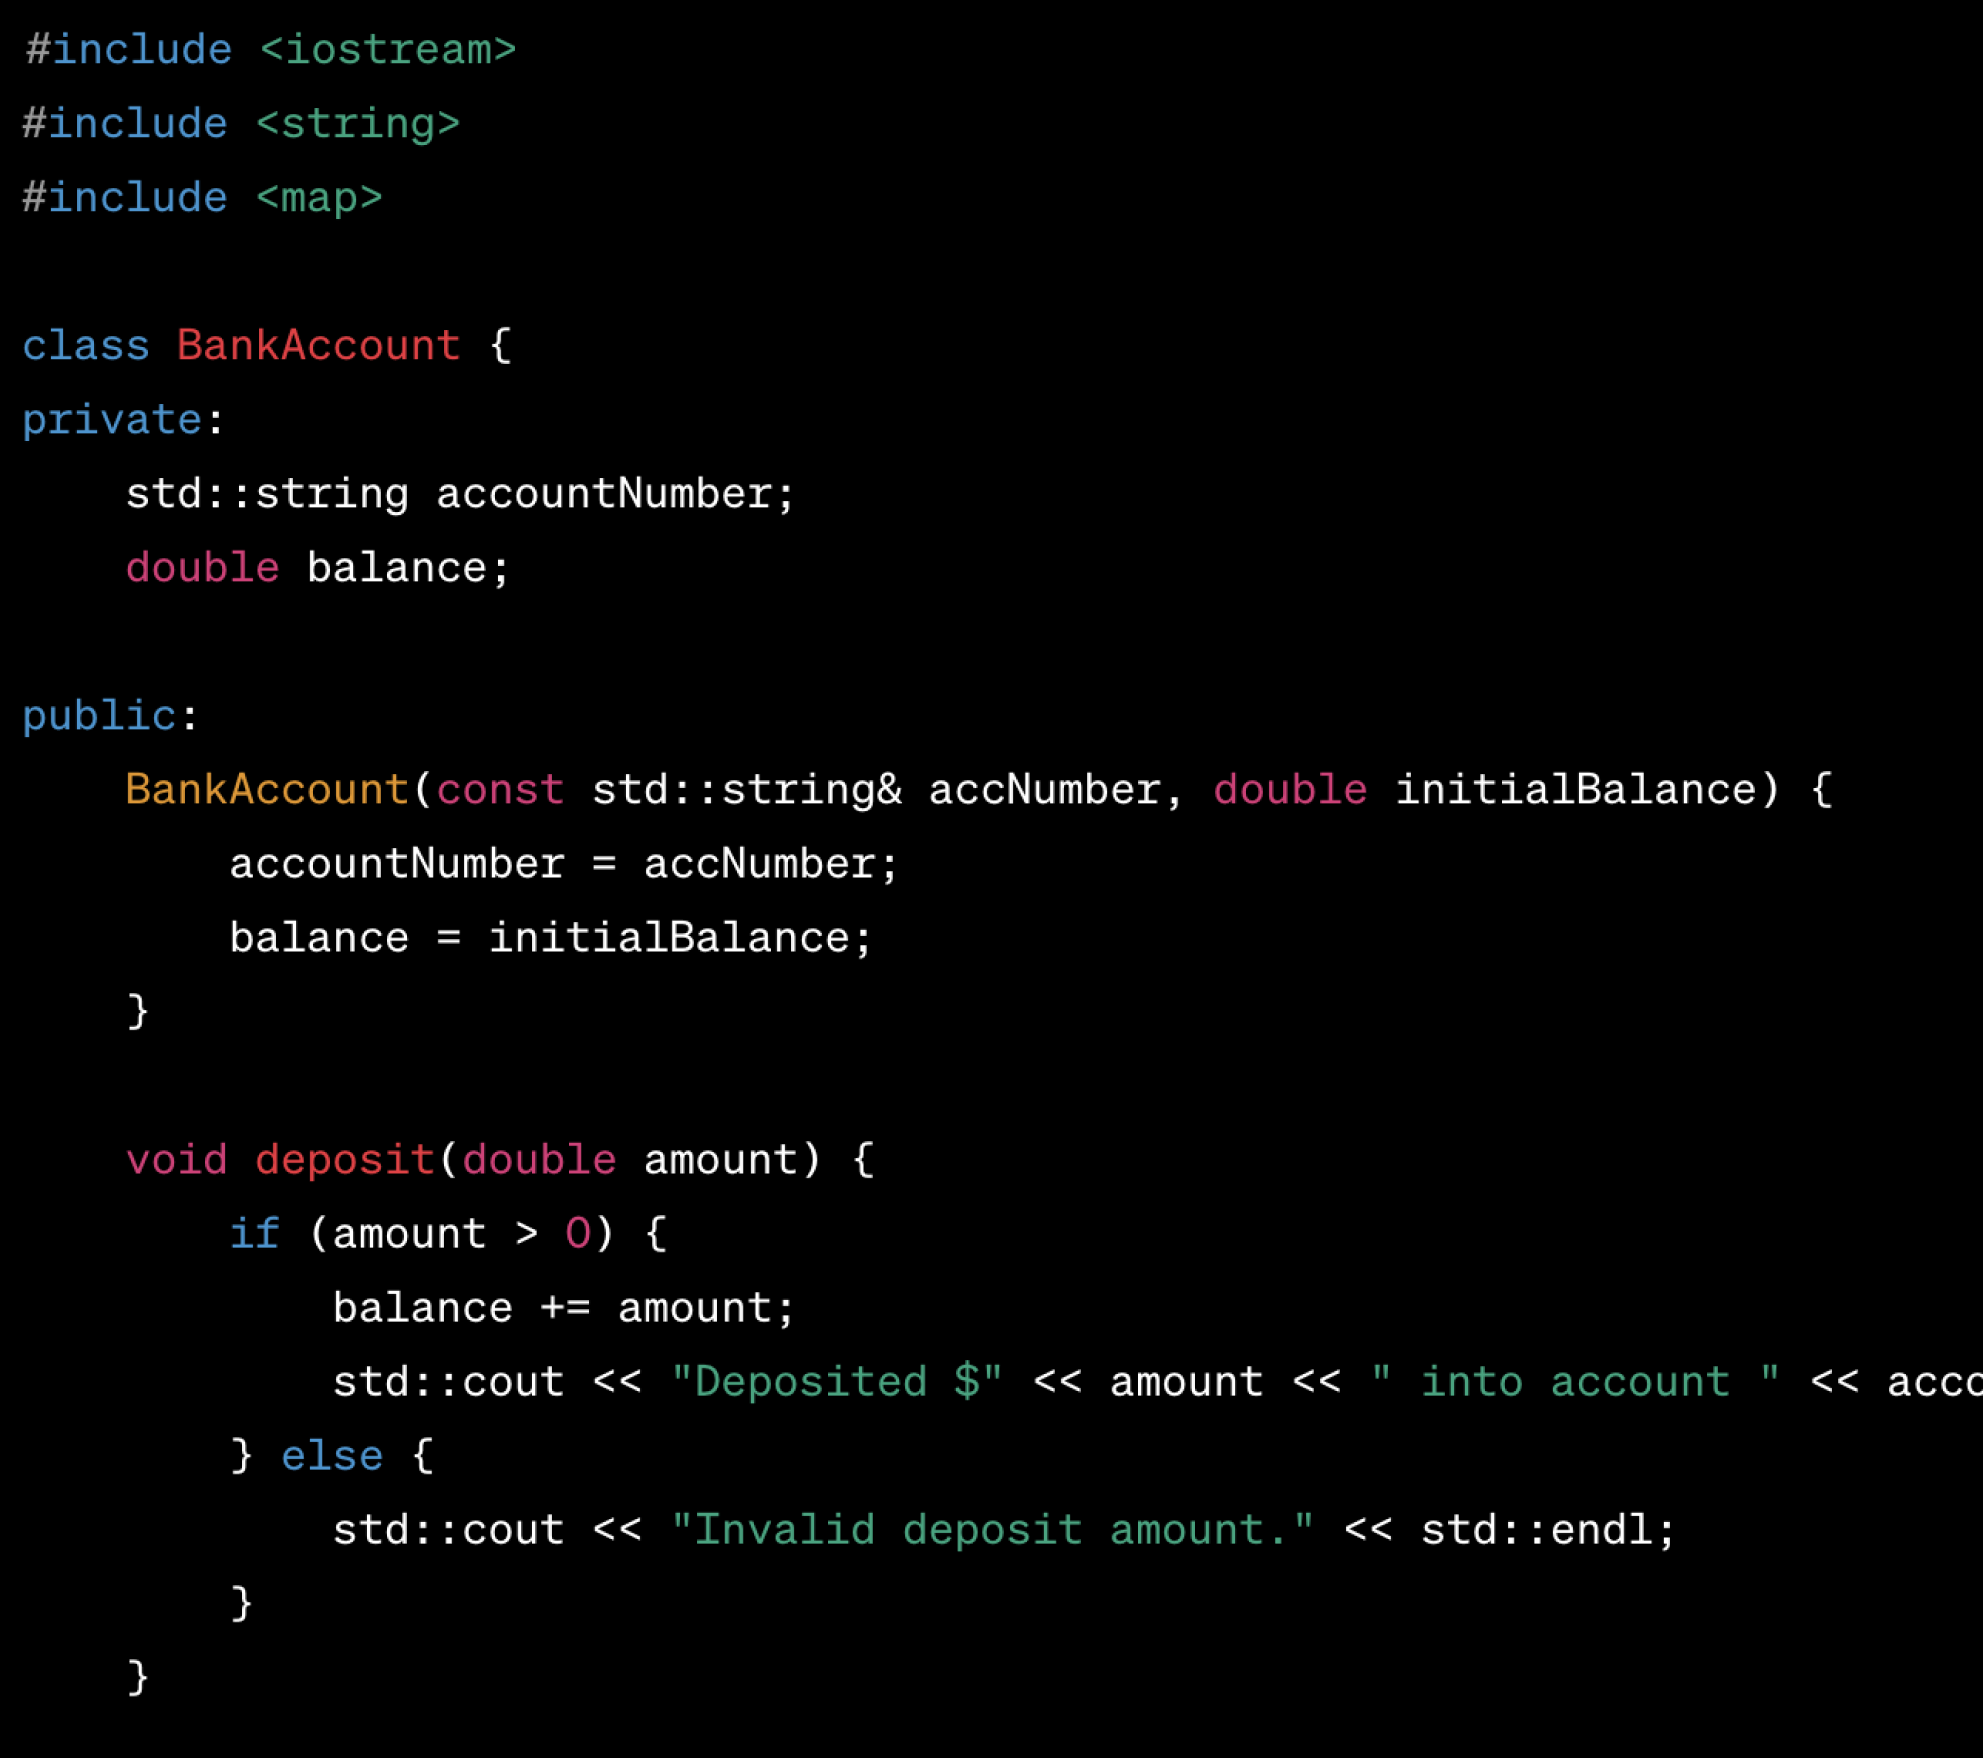 #include <iostream>
#include <string>
#include <map>
class BankAccount {
private:
std::string accountNumber;
double balance;
public:
BankAccount(const std::string& accNumber, double initialBalance) {
accountNumber = accNumber;
balance = initialBalance;
}
void deposit(double amount) {
if (amount > 0) {
balance += amount;
std::cout << "Deposited $" << amount << " into account " <<
} else {
std::cout << "Invalid deposit amount." << std::endl;
}
}